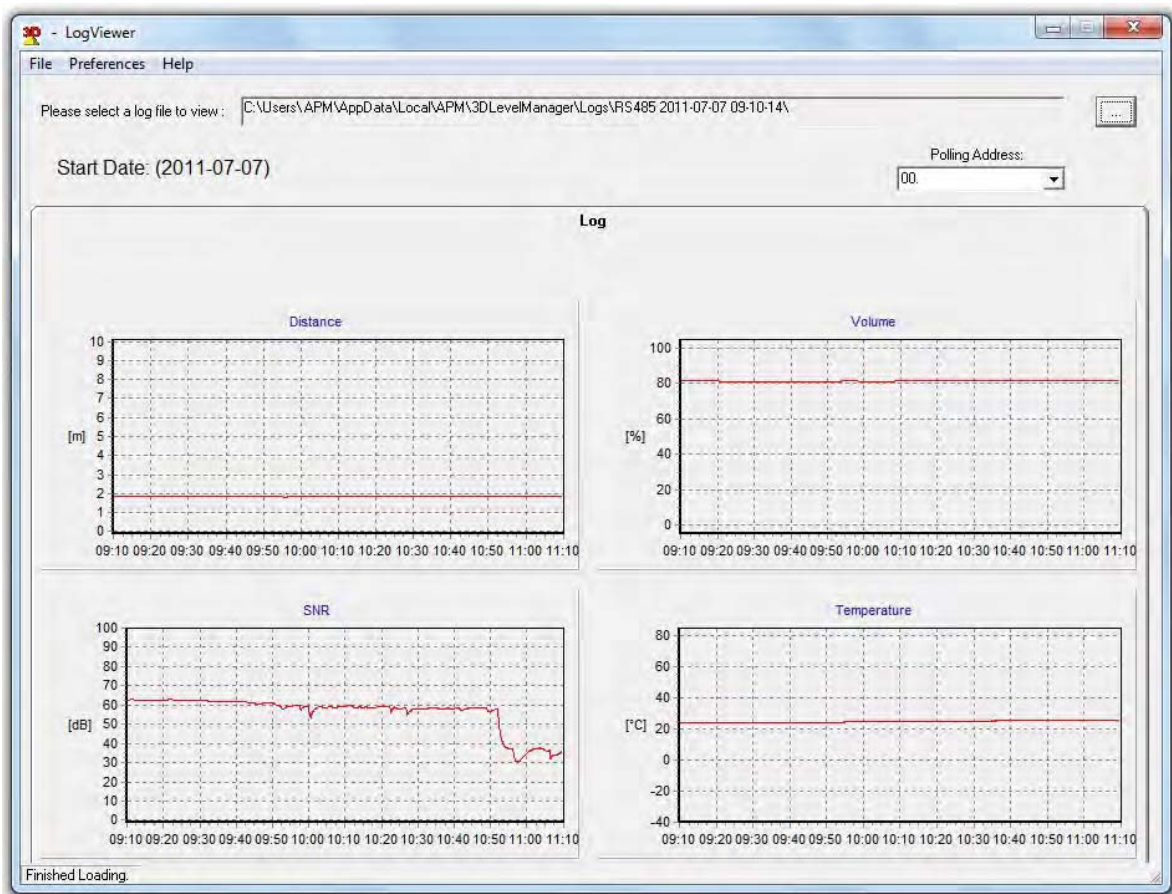 3D - LogViewer
File Preferences Help
Please select a log file to view : C:\Users\APM\AppData\Local\APM\3DLevelManager\Logs\RS485 2011-07-07 09-10-14\ ...
Start Date: (2011-07-07)
Polling Address:
00.
Log
Distance
10
9
8
7
6
[m] 5
4
3
2
1
0
09:10 09:20 09:30 09:40 09:50 10:00 10:10 10:20 10:30 10:40 10:50 11:00 11:10
Volume
100
80
60
[%]
40
20
0
09:10 09:20 09:30 09:40 09:50 10:00 10:10 10:20 10:30 10:40 10:50 11:00 11:10
SNR
100
90
80
70
60
[dB] 50
40
30
20
10
0
09:10 09:20 09:30 09:40 09:50 10:00 10:10 10:20 10:30 10:40 10:50 11:00 11:10
Temperature
80
60
40
[°C] 20
0
-20
-40
09:10 09:20 09:30 09:40 09:50 10:00 10:10 10:20 10:30 10:40 10:50 11:00 11:10
Finished Loading.